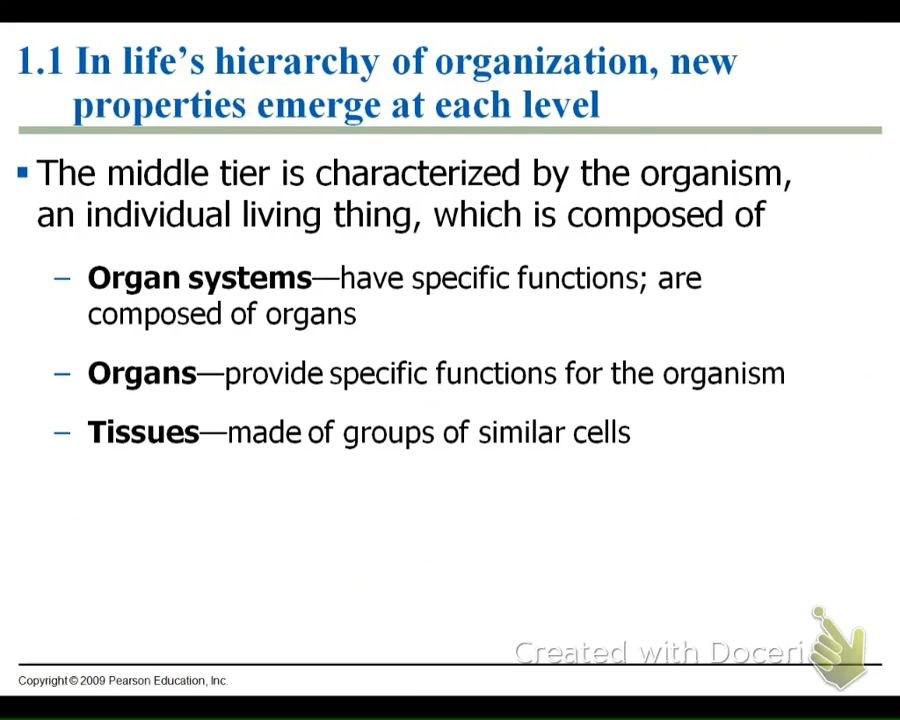 1.1 In life’s hierarchy of organization, new
properties emerge at each level
The middle tier is characterized by the organism,
an individual living thing, which is composed of
– Organ systems—have specific functions; are
composed of organs
– Organs—provide specific functions for the organism
– Tissues—made of groups of similar cells
Created with Doceri
Copyright © 2009 Pearson Education, Inc.